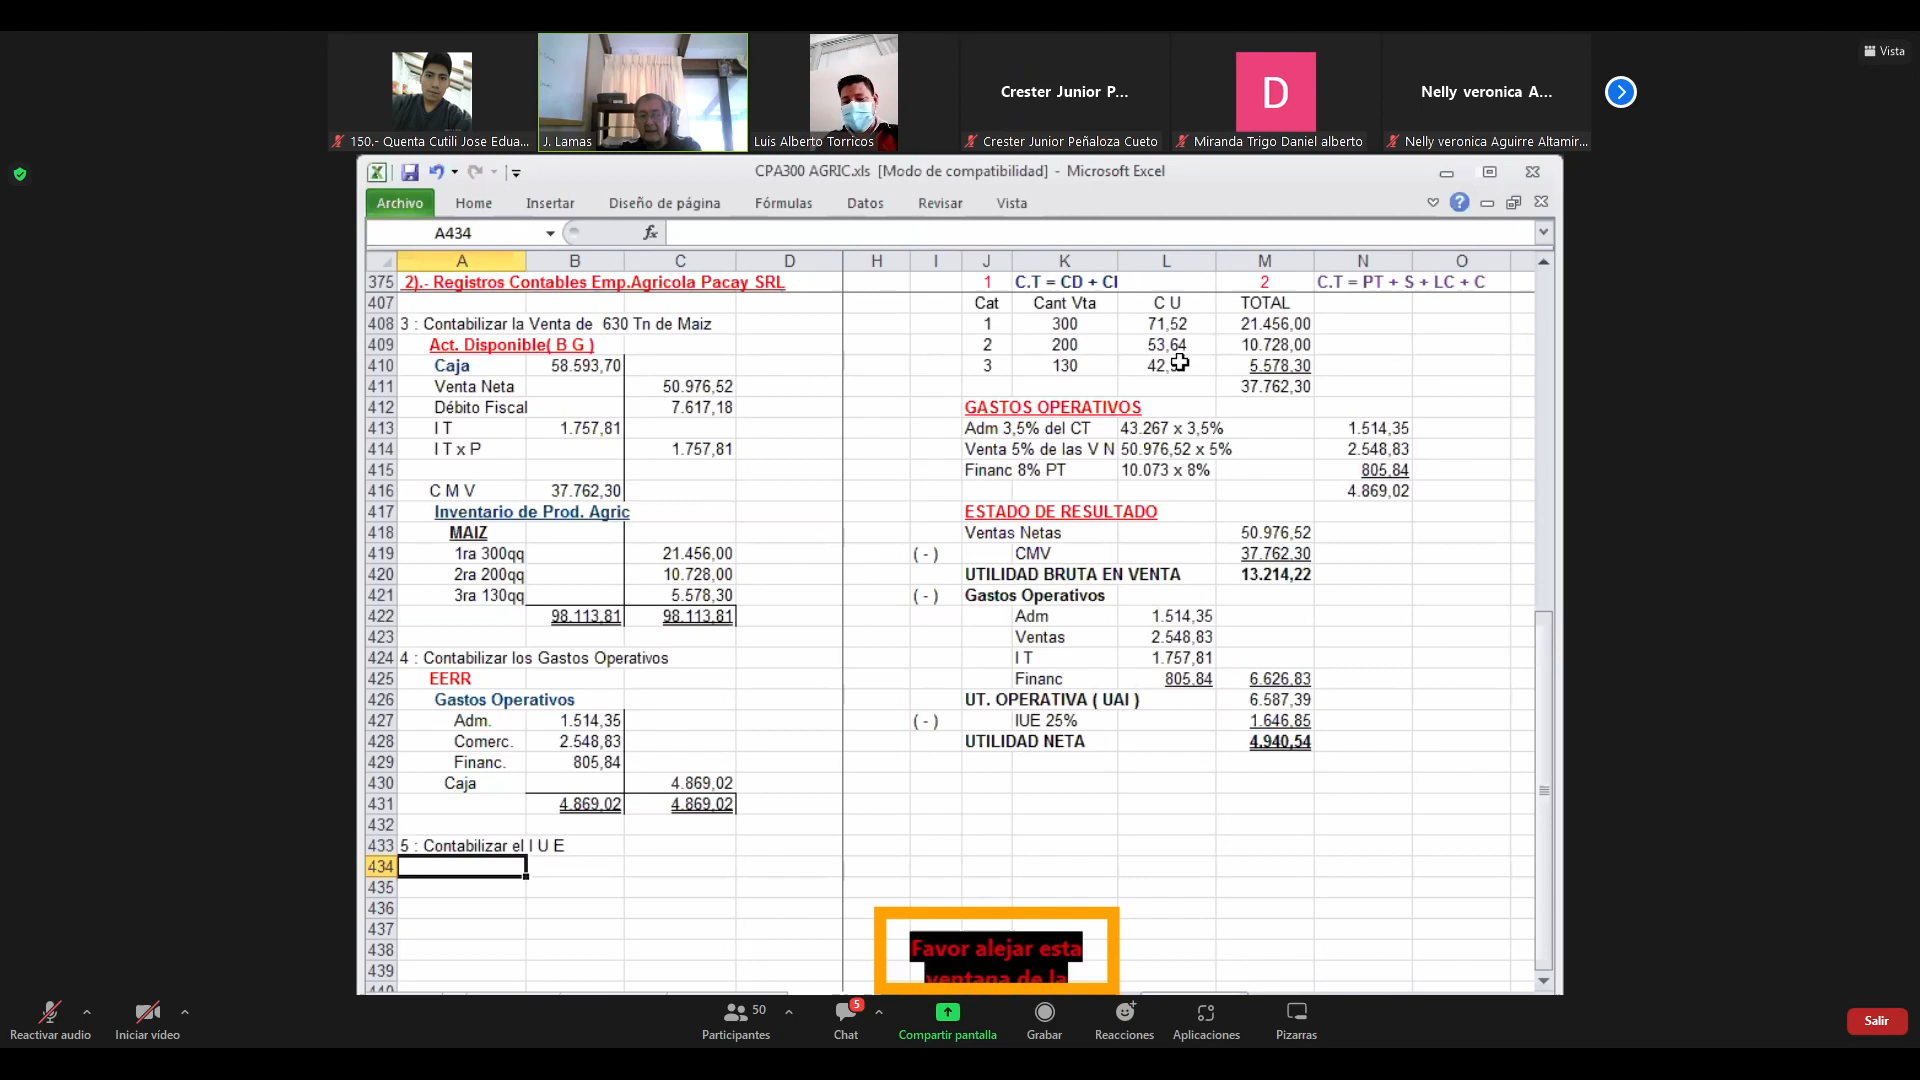 Crester Junior P...
D
Nelly veronica A...
Vista
150.- Quenta Cutili Jose Edua...
J. Lamas
Luis Alberto Torricos
Crester Junior Peñaloza Cueto
Miranda Trigo Daniel alberto
Nelly veronica Aguirre Altamir...
CPA300 AGRIC.xls [Modo de compatibilidad] - Microsoft Excel
Archivo Home Insertar Diseño de página Fórmulas Datos Revisar Vista
A434 fx
A B C D H I J K L M N O
375 2).- Registros Contables Emp.Agricola Pacay SRL 1 C.T = CD + CI 2 C.T = PT + S + LC + C
407 Cat Cant Vta C U TOTAL
408 3 : Contabilizar la Venta de 630 Tn de Maiz 1 300 71,52 21.456,00
409 Act. Disponible( B G ) 2 200 53,64 10.728,00
410 Caja 58.593,70 3 130 5.578,30
411 Venta Neta 50.976,52 37.762,30
412 Débito Fiscal 7.617,18 GASTOS OPERATIVOS
413 I T 1.757,81 Adm 3,5% del CT 43.267 x 3,5% 1.514,35
414 I T x P 1.757,81 Venta 5% de las V N 50.976,52 x 5% 2.548,83
415 Financ 8% PT 10.073 x 8% 805,84
416 C M V 37.762,30 4.869,02
417 Inventario de Prod. Agric ESTADO DE RESULTADO
418 MAIZ Ventas Netas 50.976,52
419 1ra 300qq 21.456,00 ( - ) CMV 37.762,30
420 2da 200qq 10.728,00 UTILIDAD BRUTA EN VENTA 13.214,22
421 3ra 130qq 5.578,30 ( - ) Gastos Operativos
422 98.113,81 98.113,81 Adm 1.514,35
423 Ventas 2.548,83
424 4 : Contabilizar los Gastos Operativos I T 1.757,81
425 EERR Financ 805,84 6.626,83
426 Gastos Operativos UT. OPERATIVA ( UAI ) 6.587,39
427 Adm. 1.514,35 ( - ) IUE 25% 1.646,85
428 Comerc. 2.548,83 UTILIDAD NETA 4.940,54
429 Financ. 805,84
430 Caja 4.869,02
431 4.869,02 4.869,02
432
433 5 : Contabilizar el I U E
434
435
436
437
438 Favor alejar esta
439 ventana de la
Reactivar audio
Iniciar vídeo
50
Participantes
5
Chat
Compartir pantalla
Grabar
Reacciones
Aplicaciones
Pizarras
Salir